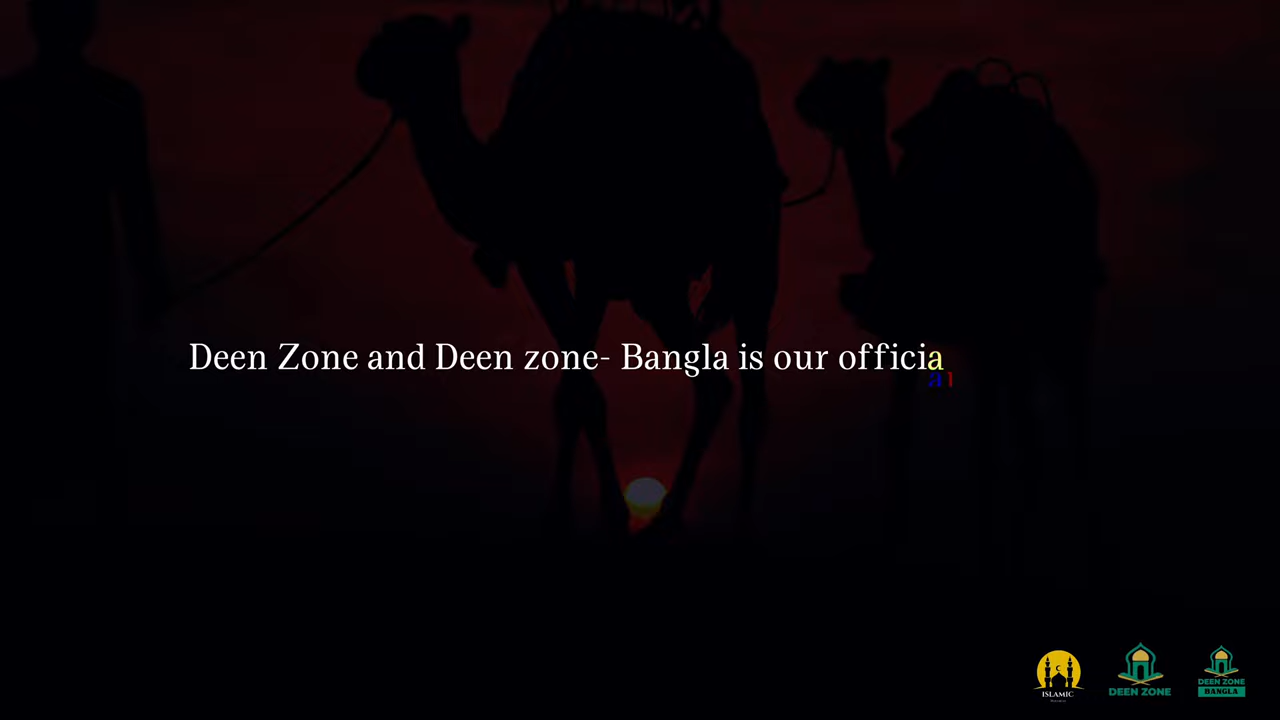 Deen Zone and Deen zone- Bangla is our officia
ISLAMIC
DEEN ZONE
DEEN ZONE
BANGLA